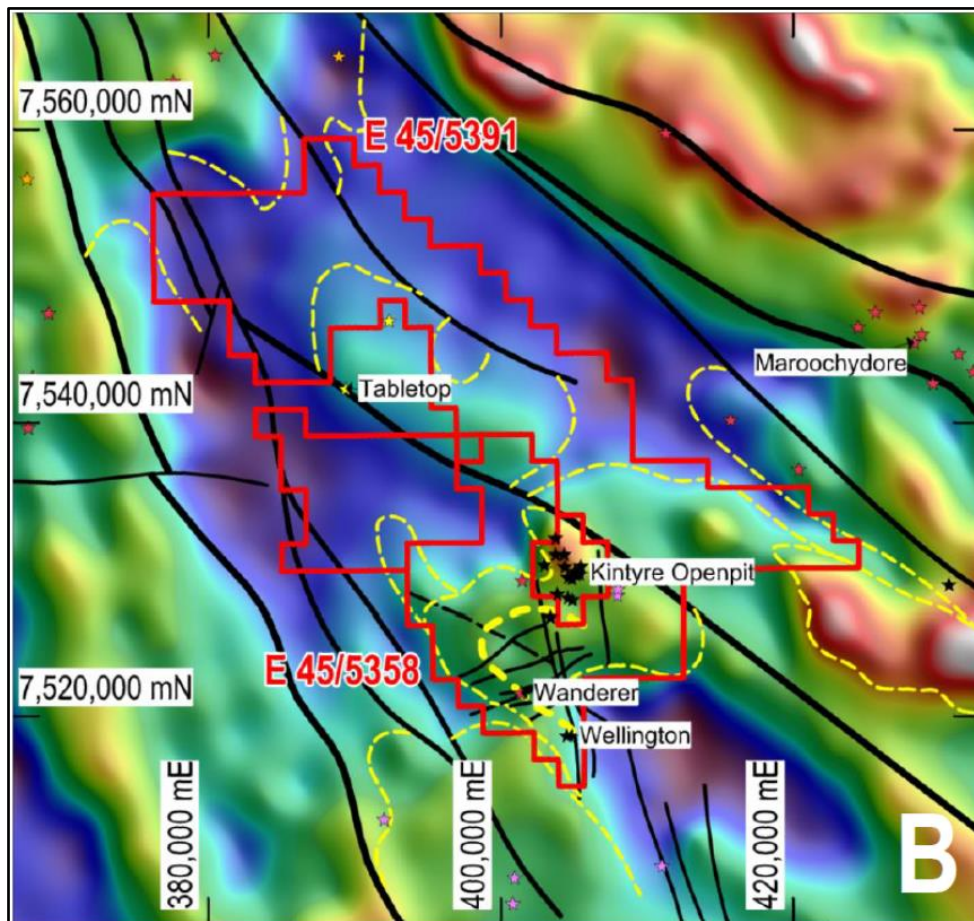 7,560,000 mN
E 45/5391
Maroochydore
7,540,000 mN
Tabletop
Kintyre Openpit
E 45/5358
7,520,000 mN
Wanderer
Wellington
380,000 mE
400,000 mE
420,000 mE
B